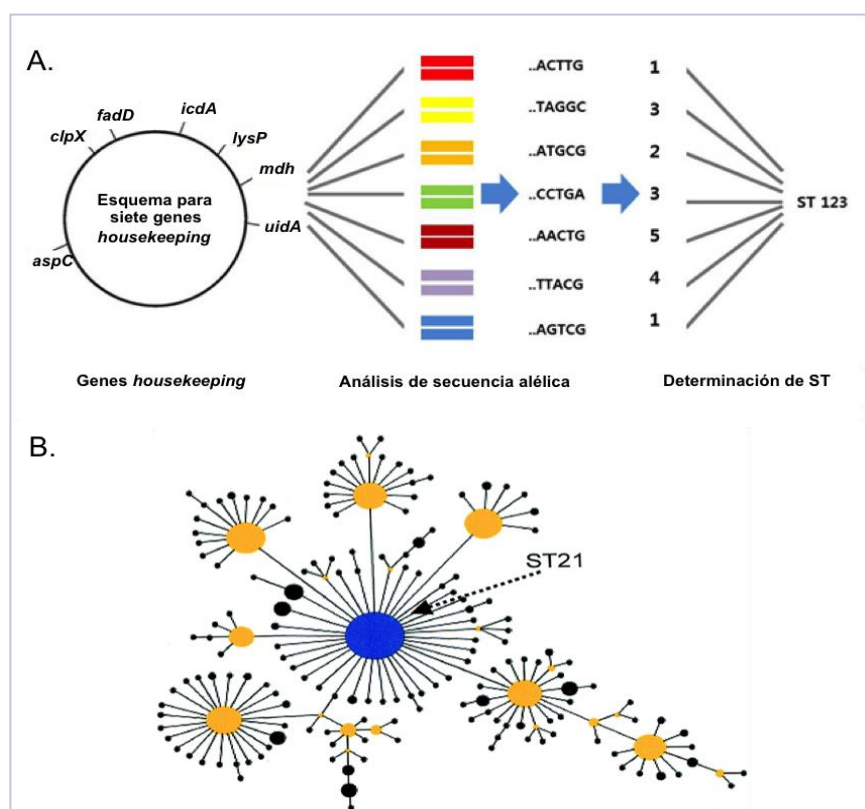 A.
icdA
fadD
lysP
clpX
mdh
uidA
aspC
Esquema para
siete genes
housekeeping
..ACTTG
..TAGGC
..ATGCG
..CCTGA
..AACTG
..TTACG
..AGTCG
1
3
2
3
5
4
1
ST 123
Genes housekeeping
Análisis de secuencia alélica
Determinación de ST
B.
ST21